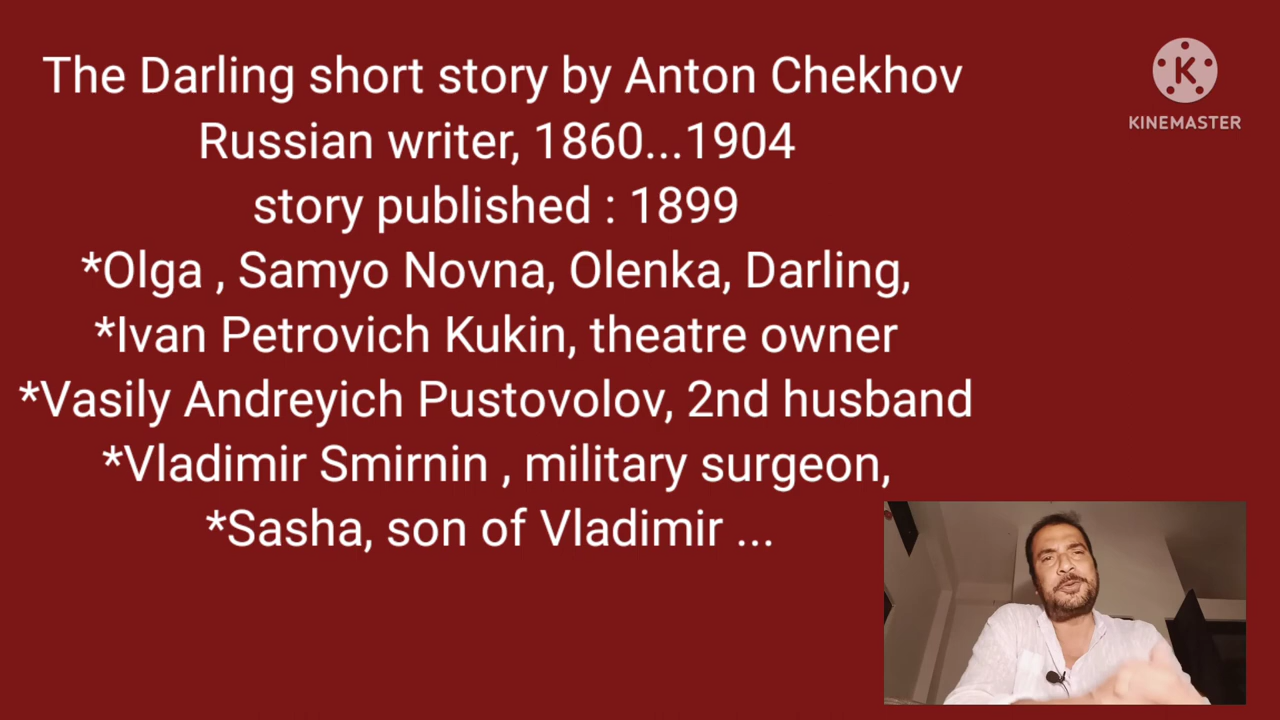 The Darling short story by Anton Chekhov
Russian writer, 1860...1904
story published : 1899
*Olga , Samyo Novna, Olenka, Darling,
*Ivan Petrovich Kukin, theatre owner
*Vasily Andreyich Pustovolov, 2nd husband
*Vladimir Smirnin , military surgeon,
*Sasha, son of Vladimir ...
K
KINEMASTER